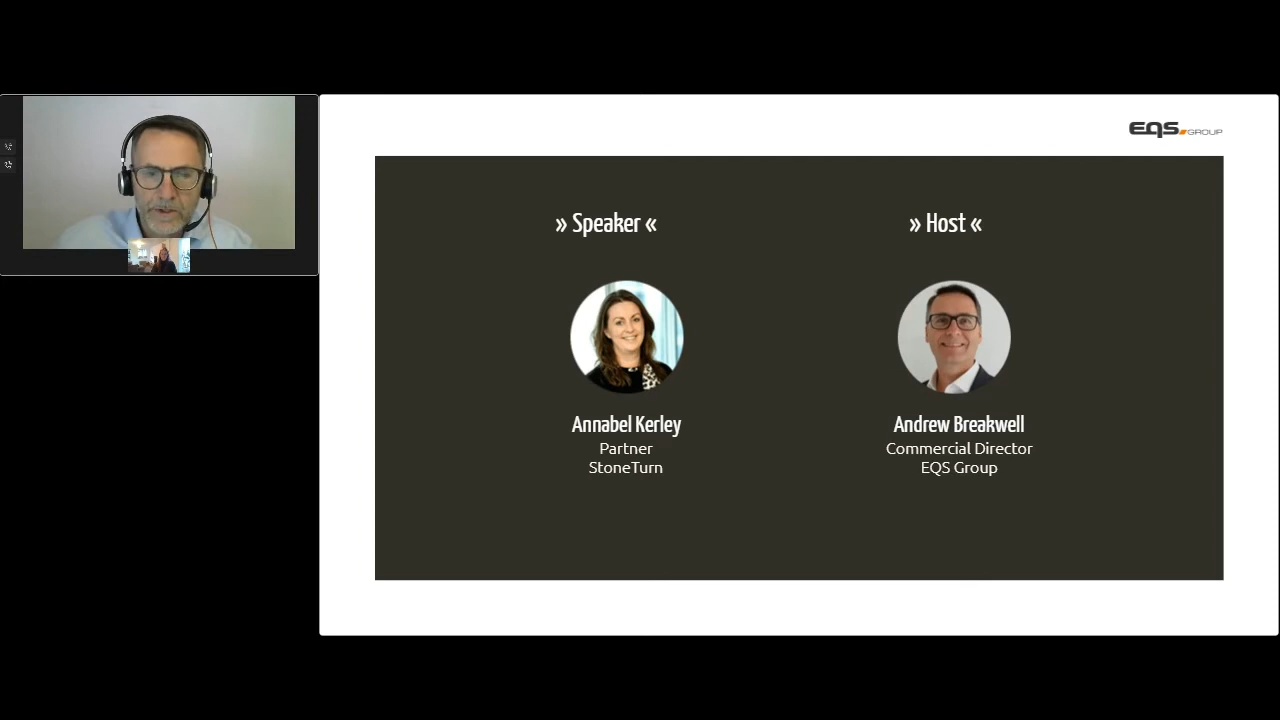 EQS GROUP
» Speaker «
» Host «
Annabel Kerley
Partner
StoneTurn
Andrew Breakwell
Commercial Director
EQS Group